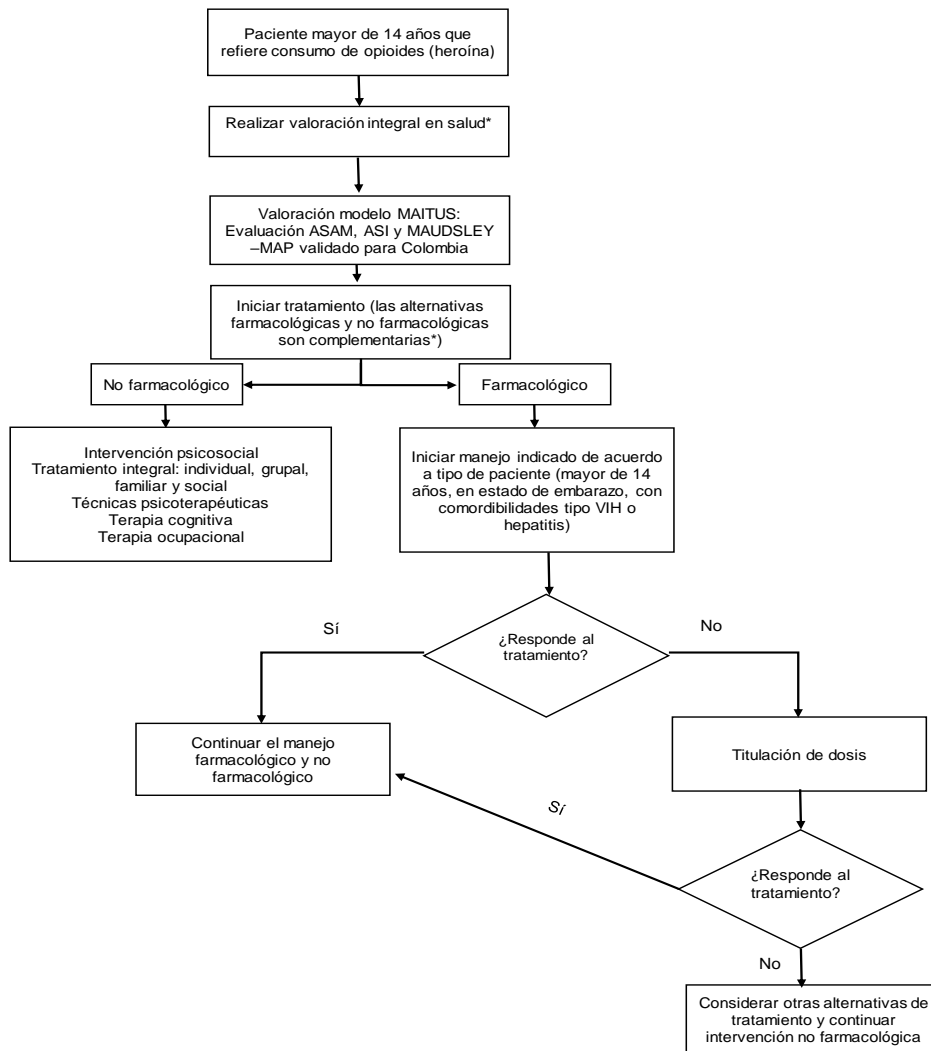 Paciente mayor de 14 años que
refiere consumo de opioides (heroína)
Realizar valoración integral en salud*
Valoración modelo MAITUS:
Evaluación ASAM, ASI y MAUDSLEY
–MAP validado para Colombia
Iniciar tratamiento (las alternativas
farmacológicas y no farmacológicas
son complementarias*)
No farmacológico
Farmacológico
Intervención psicosocial
Tratamiento integral: individual, grupal,
familiar y social
Técnicas psicoterapéuticas
Terapia cognitiva
Terapia ocupacional
Iniciar manejo indicado de acuerdo
a tipo de paciente (mayor de 14
años, en estado de embarazo, con
comordibilidades tipo VIH o
hepatitis)
¿Responde al
tratamiento?
Sí
No
Continuar el manejo
farmacológico y no
farmacológico
Titulación de dosis
Sí
¿Responde al
tratamiento?
No
Considerar otras alternativas de
tratamiento y continuar
intervención no farmacológica